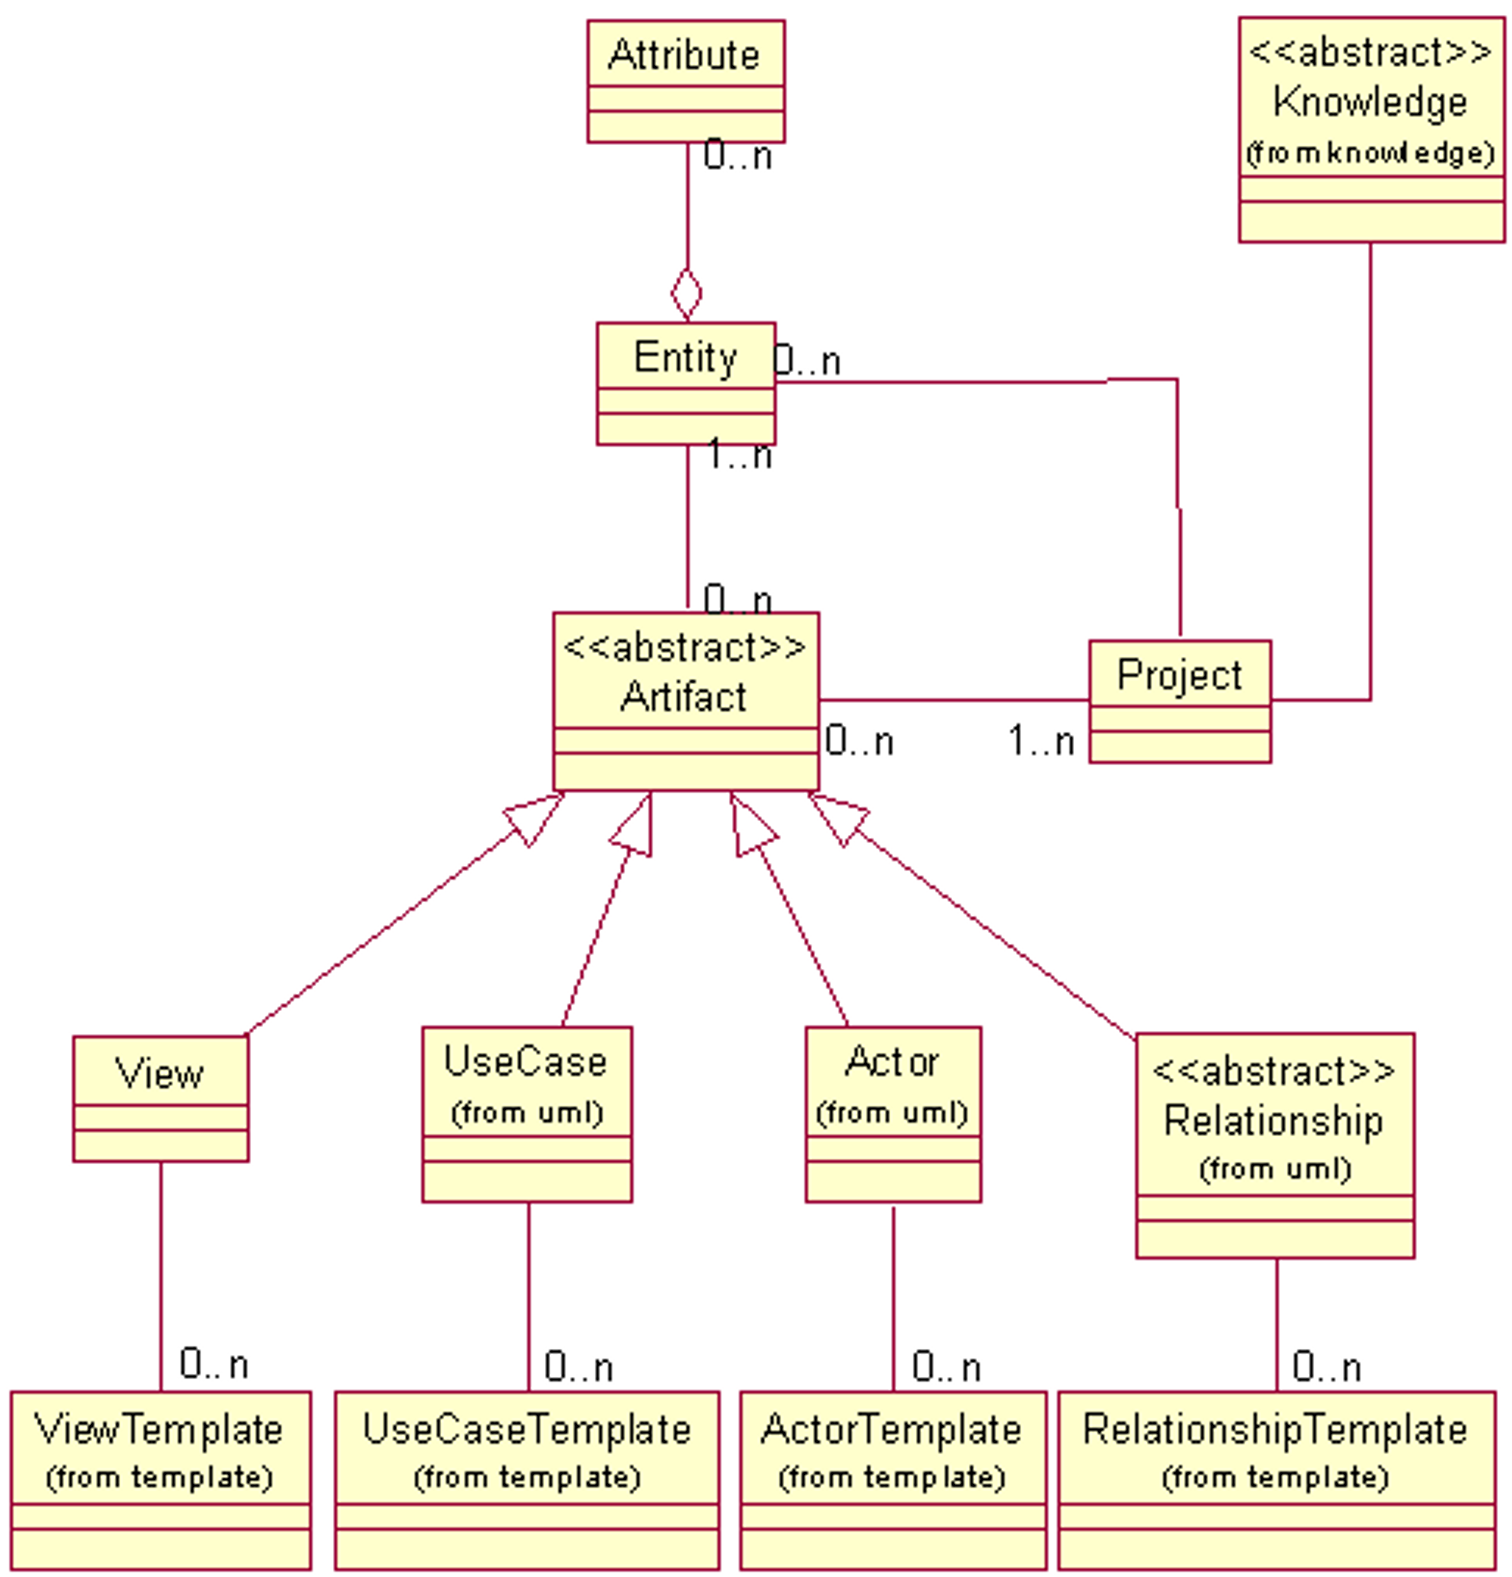 Attribute
0..n
<<abstract>>
Knowledge
(from knowledge)
Entity
0..n
1..n
0..n
<<abstract>>
Artifact
0..n
1..n
Project
View
UseCase
(from uml)
Actor
(from uml)
<<abstract>>
Relationship
(from uml)
0..n
0..n
0..n
0..n
ViewTemplate
(from template)
UseCaseTemplate
(from template)
ActorTemplate
(from template)
RelationshipTemplate
(from template)